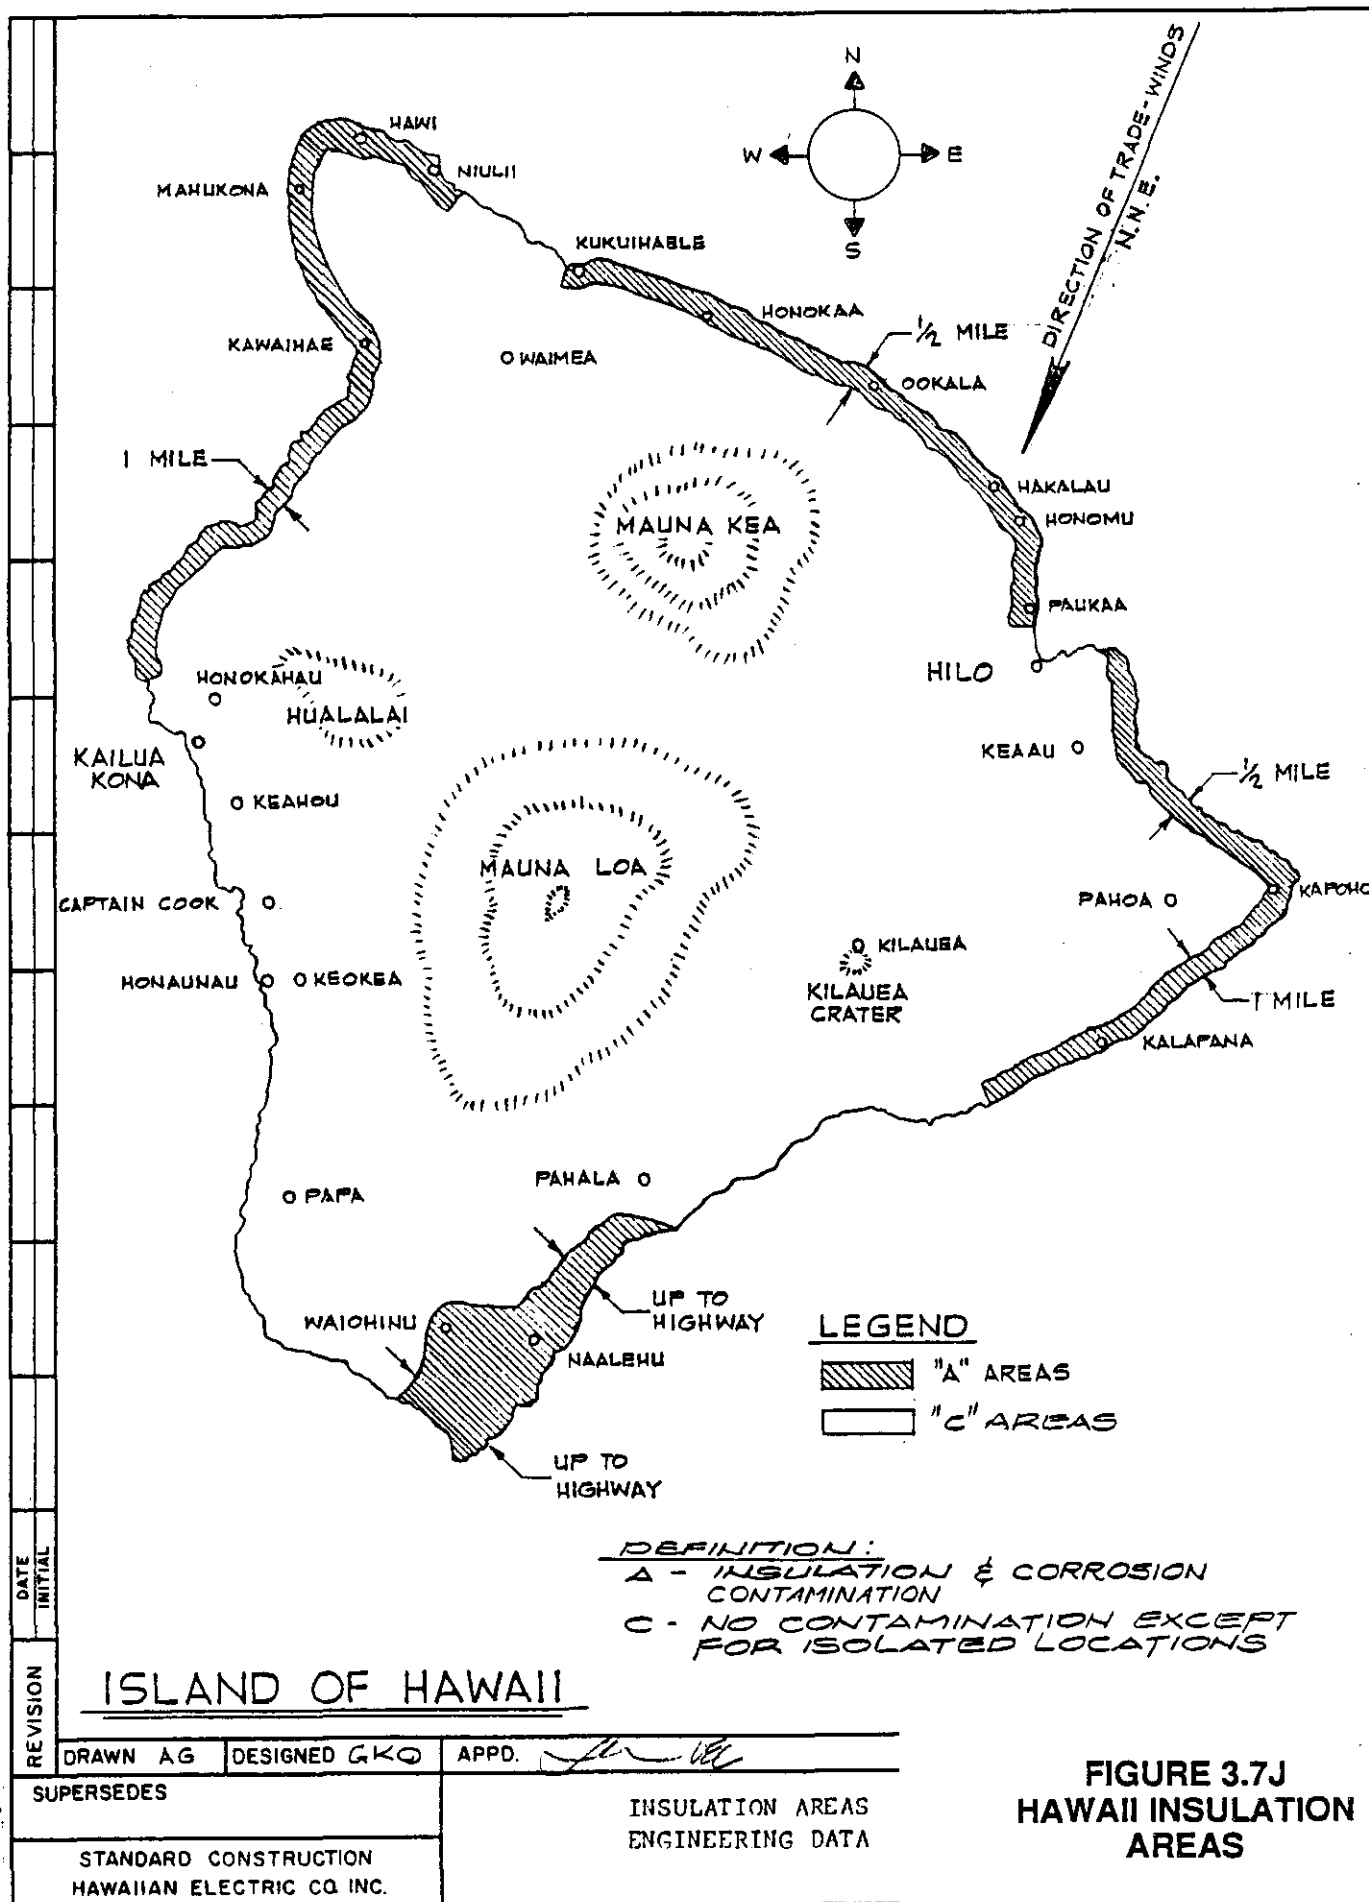 N
W
E
S
DIRECTION OF TRADE-WINDS
N.N.E.
HAWI
NIULII
MAHUKONA
KUKUIHAELE
HONOKAA
1/2 MILE
KAWAIHAE
WAIMEA
OOKALA
1 MILE
HAKALAU
MAUNA KEA
HONOMU
PAUKAA
HILO
HONOKAHAU
HUALALAI
KEAAU
KAILUA
KONA
1/2 MILE
KEAHOU
MAUNA LOA
KAPOHO
PAHOA
CAPTAIN COOK
KILAUEA
HONAUNAU
KEOKEA
KILAUEA
CRATER
1 MILE
KALAPANA
PAHALA
PAPA
UP TO
HIGHWAY
WAIOHINU
NAALEHU
LEGEND
"A" AREAS
"C" AREAS
UP TO
HIGHWAY
DEFINITION:
A - INSULATION & CORROSION
CONTAMINATION
C - NO CONTAMINATION EXCEPT
FOR ISOLATED LOCATIONS
DATE
INITIAL
REVISION
ISLAND OF HAWAII
DRAWN AG
DESIGNED GKO
APPD.
SUPERSEDES
INSULATION AREAS
ENGINEERING DATA
STANDARD CONSTRUCTION
HAWAIIAN ELECTRIC CO. INC.
FIGURE 3.7J
HAWAII INSULATION
AREAS